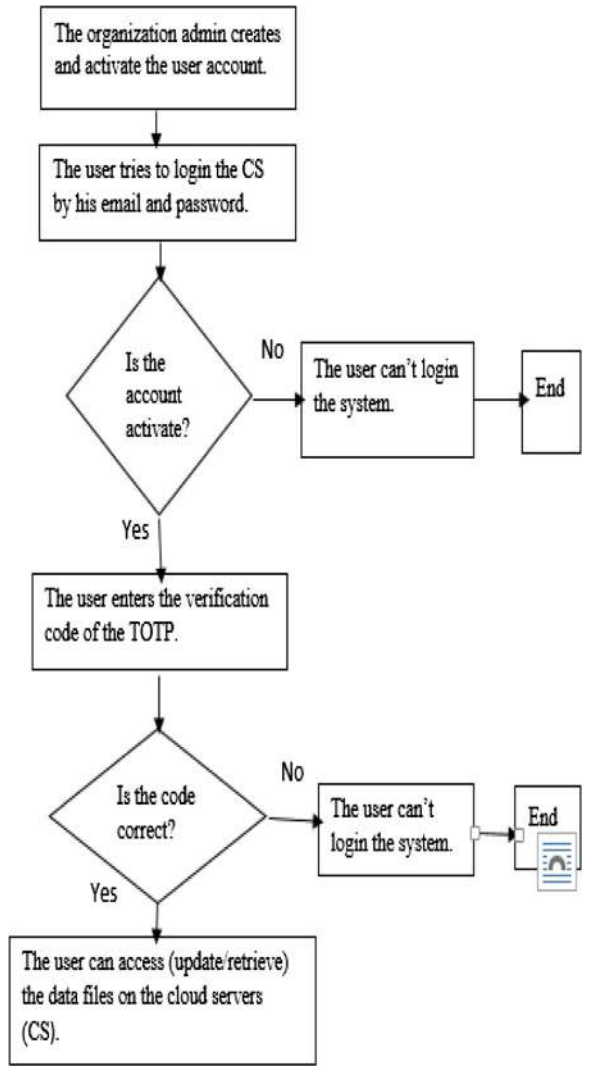 The organization admin creates
and activate the user account.
The user tries to login the CS
by his email and password.
Is the
account
activate?
No
The user can't login
the system.
End
Yes
The user enters the verification
code of the TOTP.
Is the code
correct?
No
The user can't
login the system.
End
Yes
The user can access (update/retrieve)
the data files on the cloud servers
(CS).